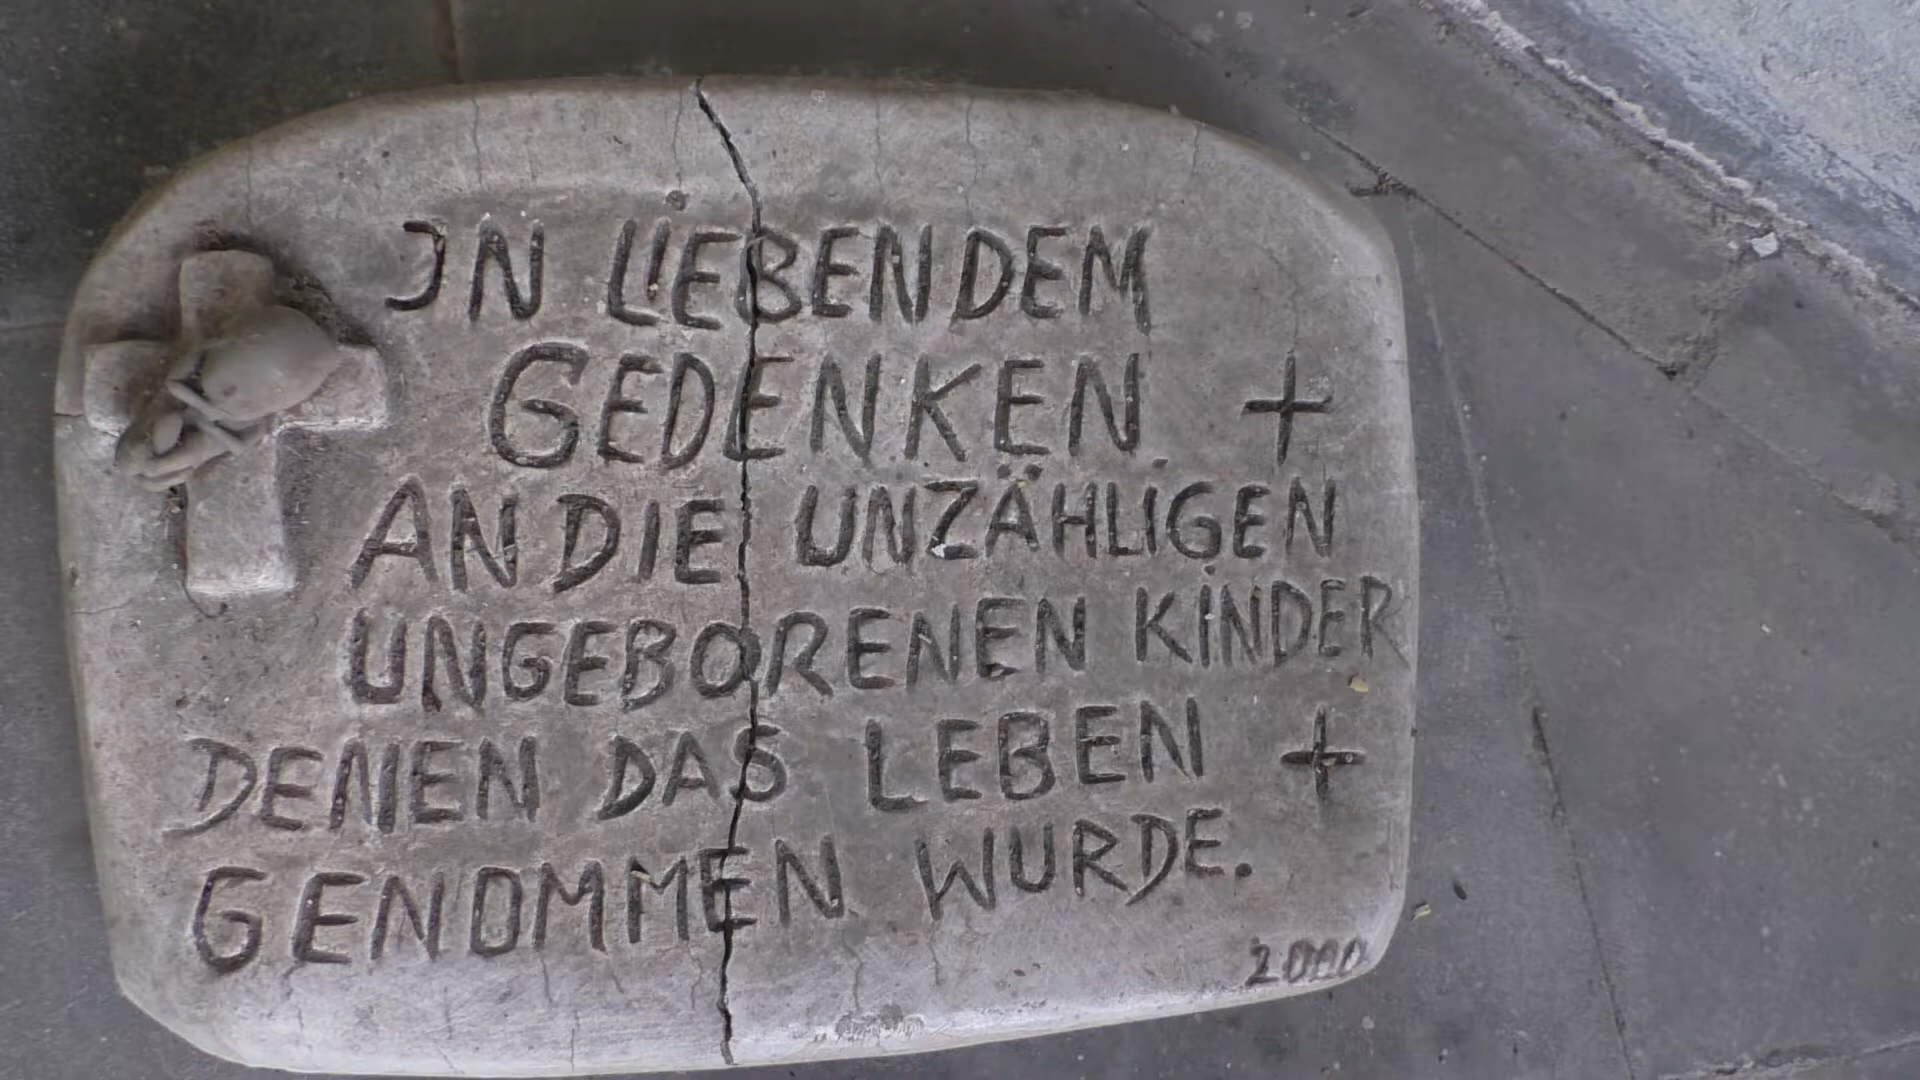 IN LIEBENDEM
GEDENKEN +
AN DIE UNZÄHLIGEN
UNGEBORENEN KINDER
DENEN DAS LEBEN +
GENOMMEN WURDE.
2000